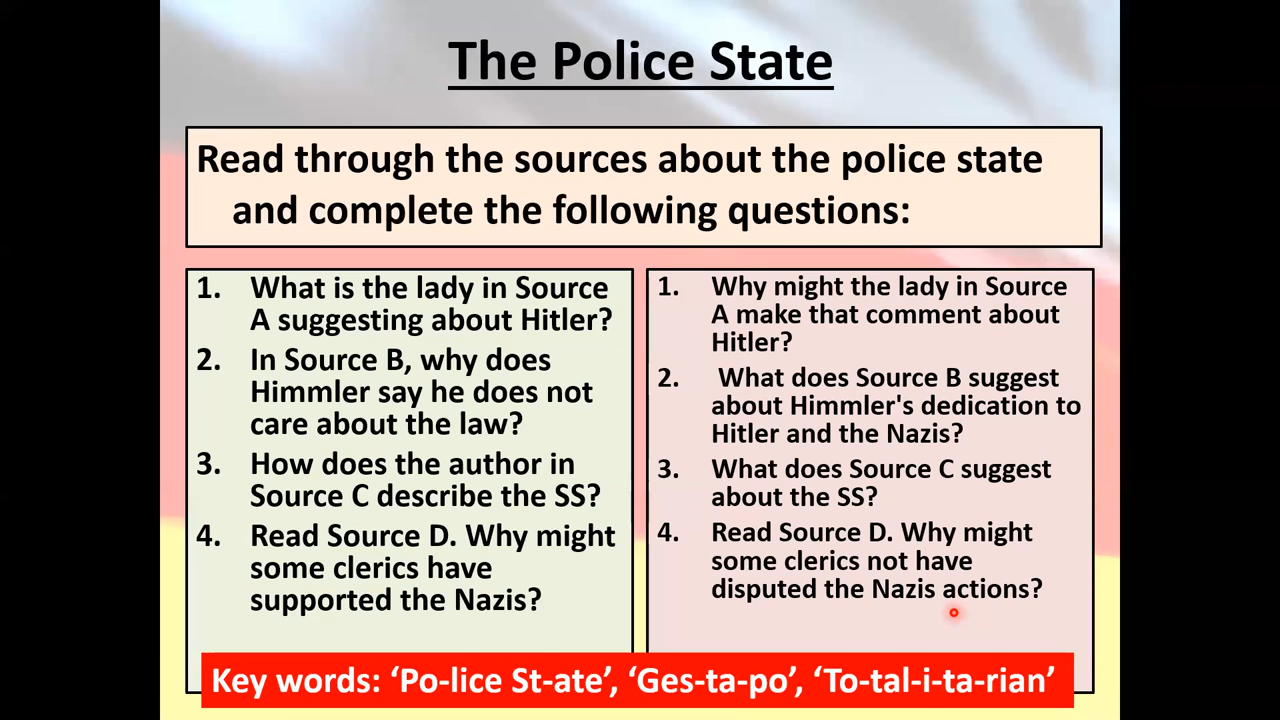 The Police State
Read through the sources about the police state
and complete the following questions:
1. What is the lady in Source
A suggesting about Hitler?
2. In Source B, why does
Himmler say he does not
care about the law?
3. How does the author in
Source C describe the SS?
4. Read Source D. Why might
some clerics have
supported the Nazis?
1. Why might the lady in Source
A make that comment about
Hitler?
2. What does Source B suggest
about Himmler's dedication to
Hitler and the Nazis?
3. What does Source C suggest
about the SS?
4. Read Source D. Why might
some clerics not have
disputed the Nazis actions?
Key words: ‘Po-lice St-ate’, ‘Ges-ta-po’, ‘To-tal-i-ta-rian’